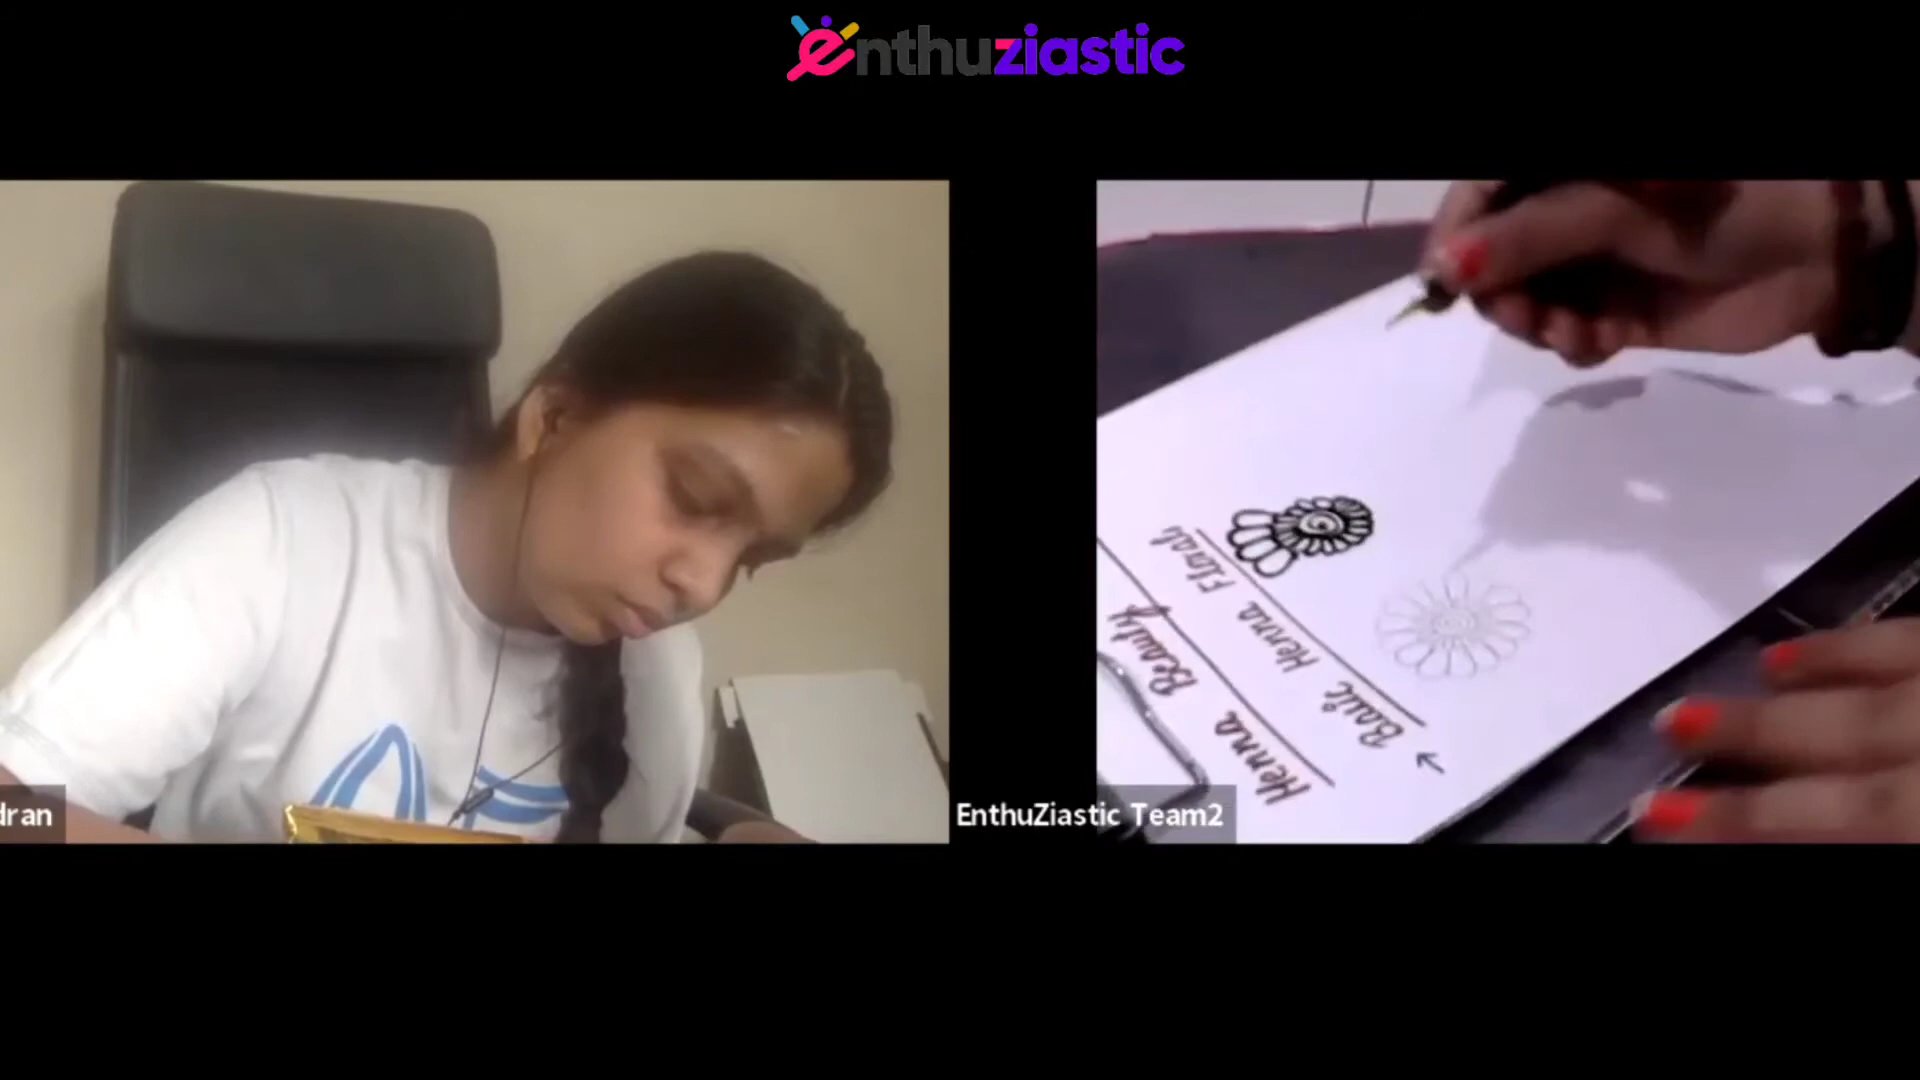 enthuziastic
dran
EnthuZiastic Team2
Henna Beauty
→ Basic Henna Floral